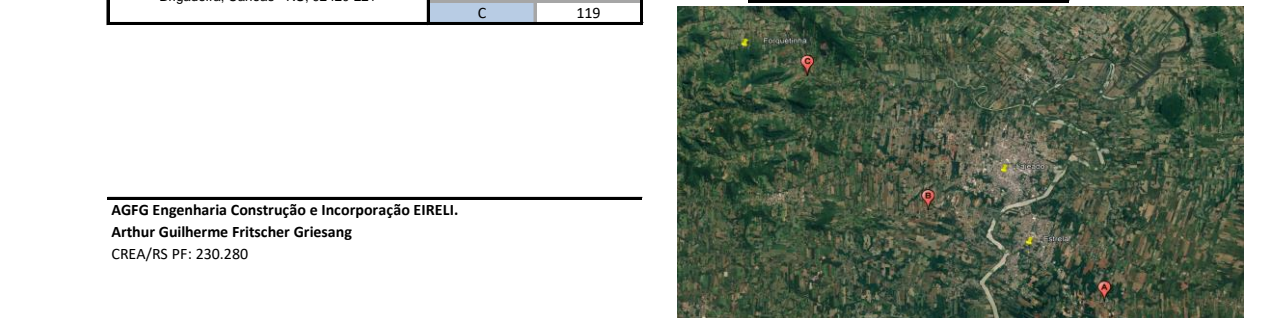 C 119
AGFG Engenharia Construção e Incorporação EIRELI.
Arthur Guilherme Fritscher Griesang
CREA/RS PF: 230.280
Forquetinha
C
Lajeado
B
Estrela
A